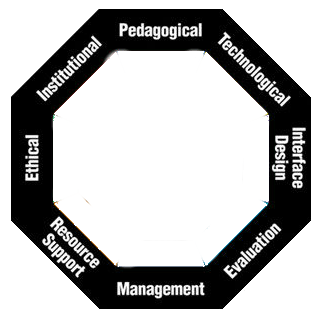 Pedagogical
Technological
Interface
Design
Evaluation
Management
Resource
Support
Ethical
Institutional